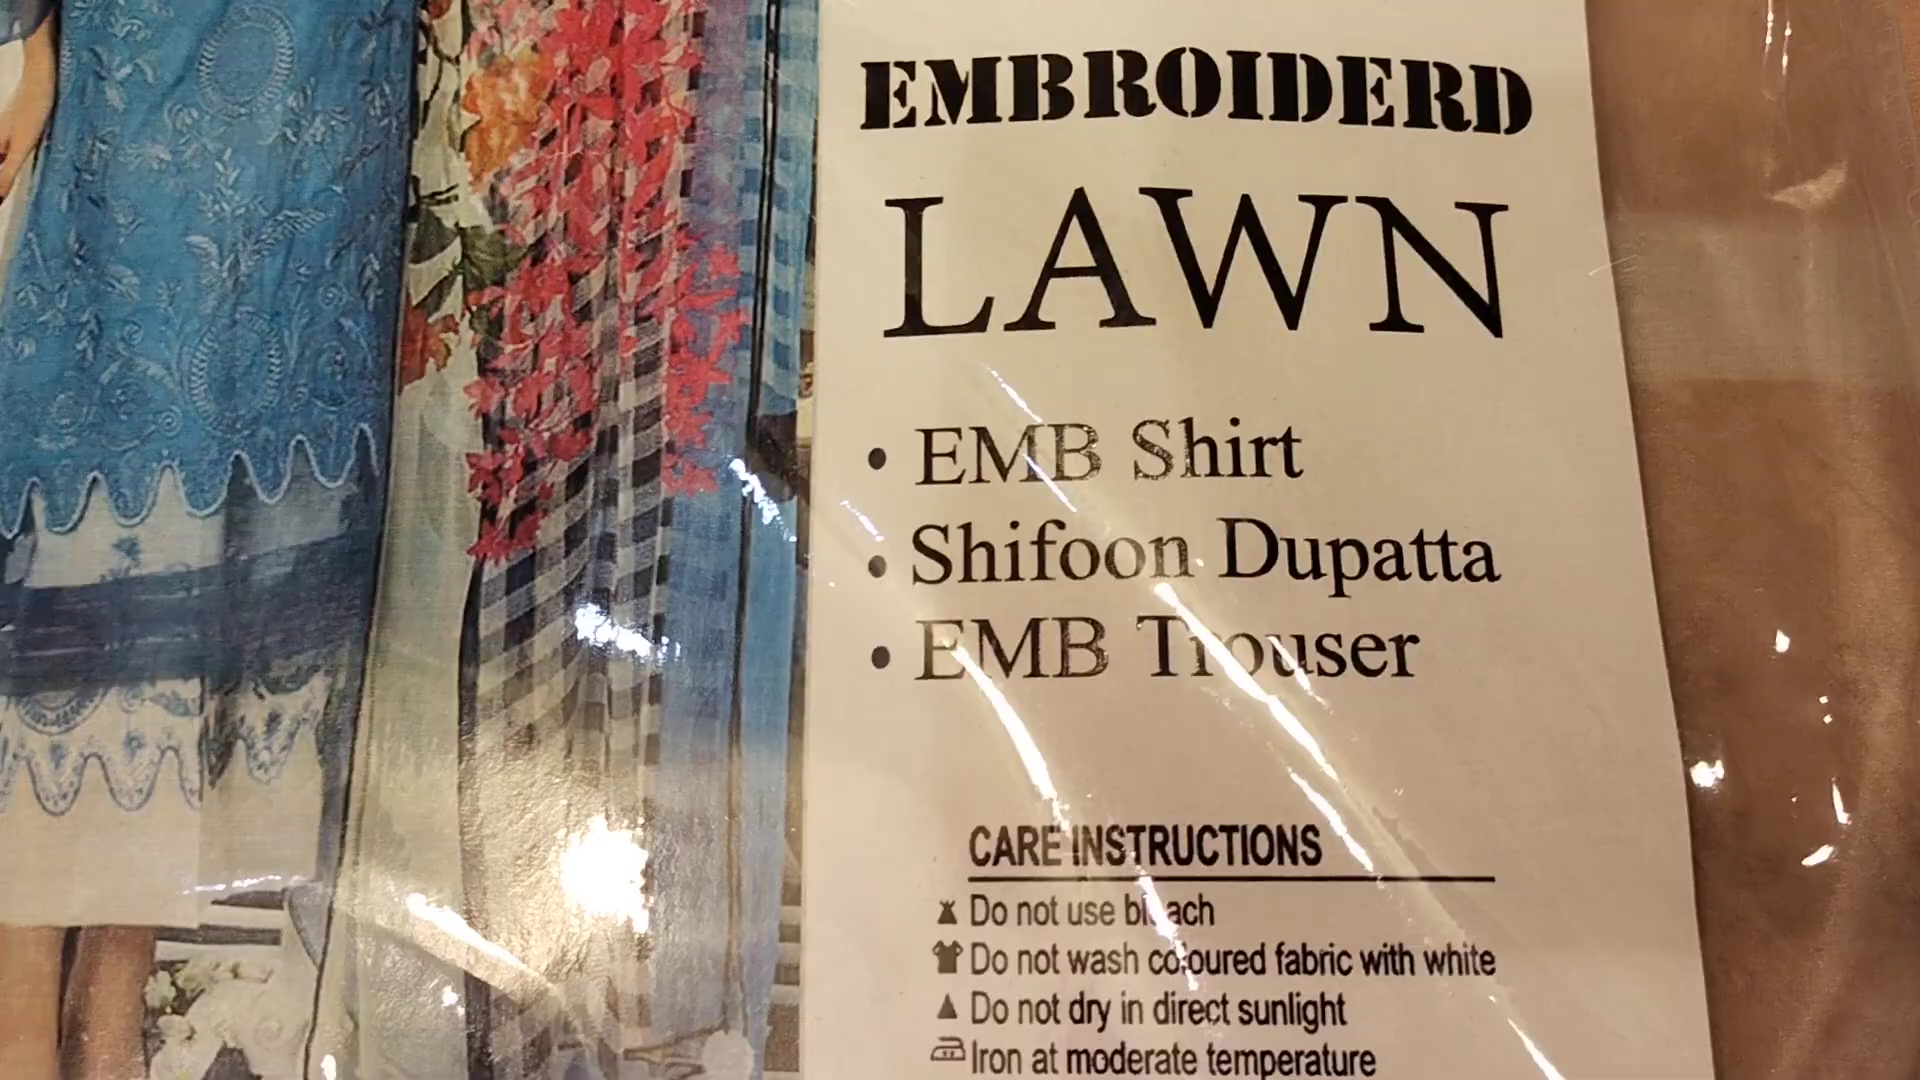 EMBROIDERD
LAWN
• EMB Shirt
• Shifoon Dupatta
• EMB Trouser
CARE INSTRUCTIONS
Do not use bleach
Do not wash coloured fabric with white
Do not dry in direct sunlight
Iron at moderate temperature